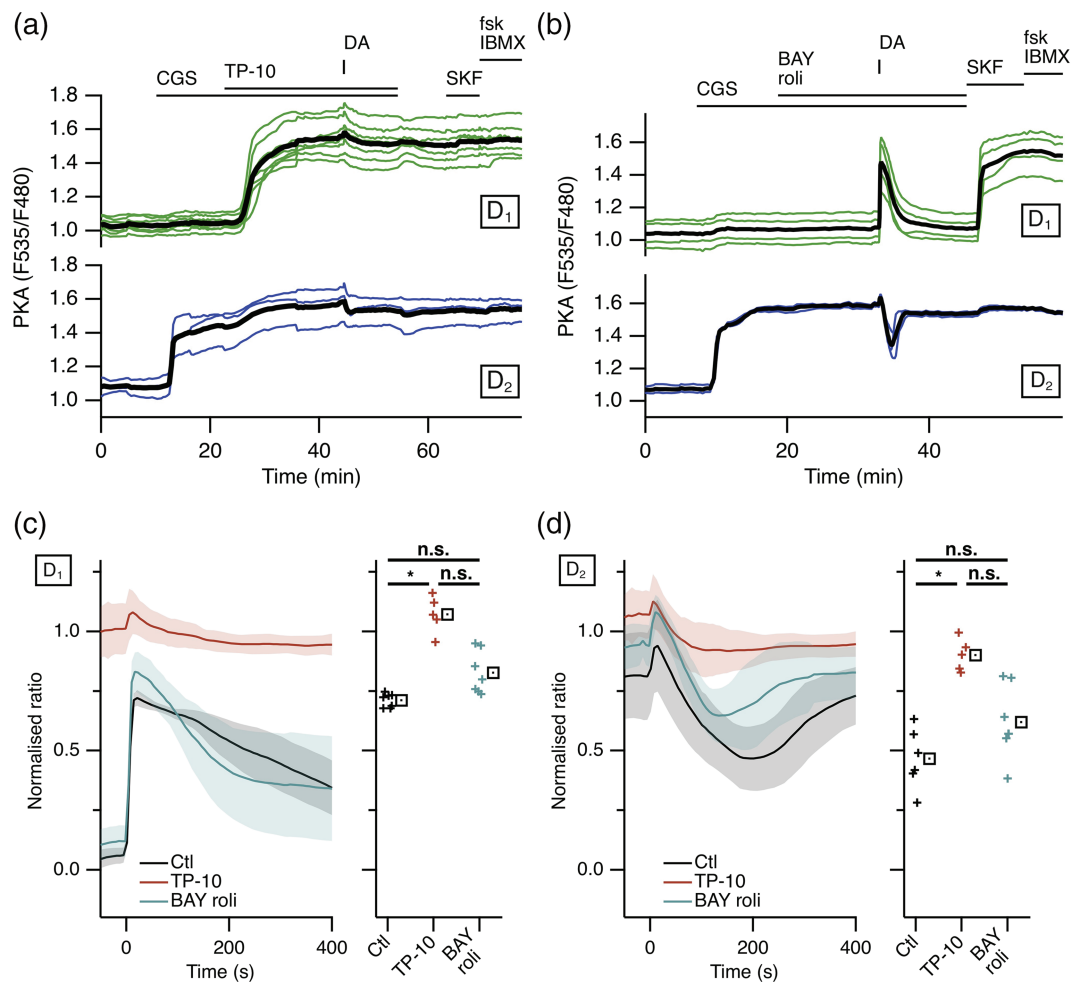 (a)
fsk
IBMX
DA
TP-10
CGS
SKF
1.8
1.6
1.4
1.2
1.0
D1
PKA (F535/F480)
1.8
1.6
1.4
1.2
1.0
D2
0 20 40 60
Time (min)
(b)
fsk
IBMX
DA
BAY
roli
SKF
CGS
1.6
1.4
1.2
1.0
D1
PKA (F535/F480)
1.6
1.4
1.2
1.0
D2
0 20 40
Time (min)
(c)
D1
1.0
0.5
0.0
Normalised ratio
Ctl
TP-10
BAY roli
0 200 400
Time (s)
n.s.
* n.s.
Ctl
TP-10
BAY
roli
(d)
D2
1.0
0.5
0.0
Normalised ratio
Ctl
TP-10
BAY roli
0 200 400
Time (s)
n.s.
* n.s.
Ctl
TP-10
BAY
roli